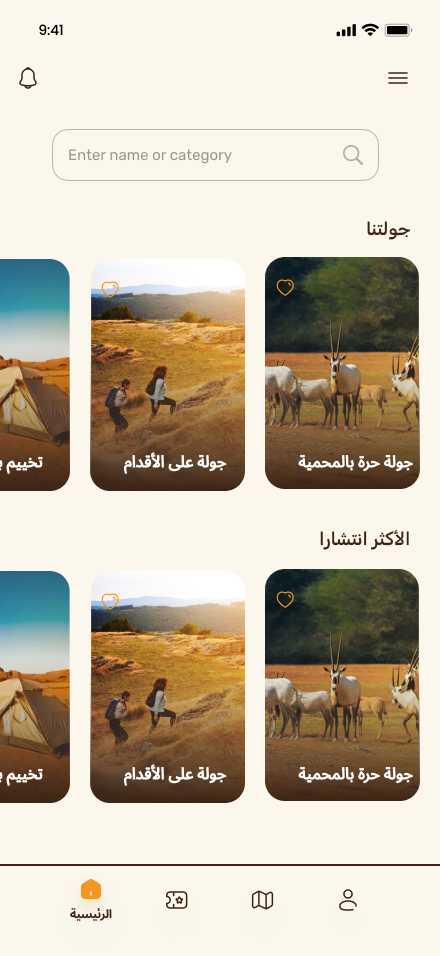 9:41
Enter name or category
جولتنا
جولة حرة بالمحمية
جولة على الأقدام
تخييم
الأكثر انتشارا
جولة حرة بالمحمية
جولة على الأقدام
تخييم
الرئيسية